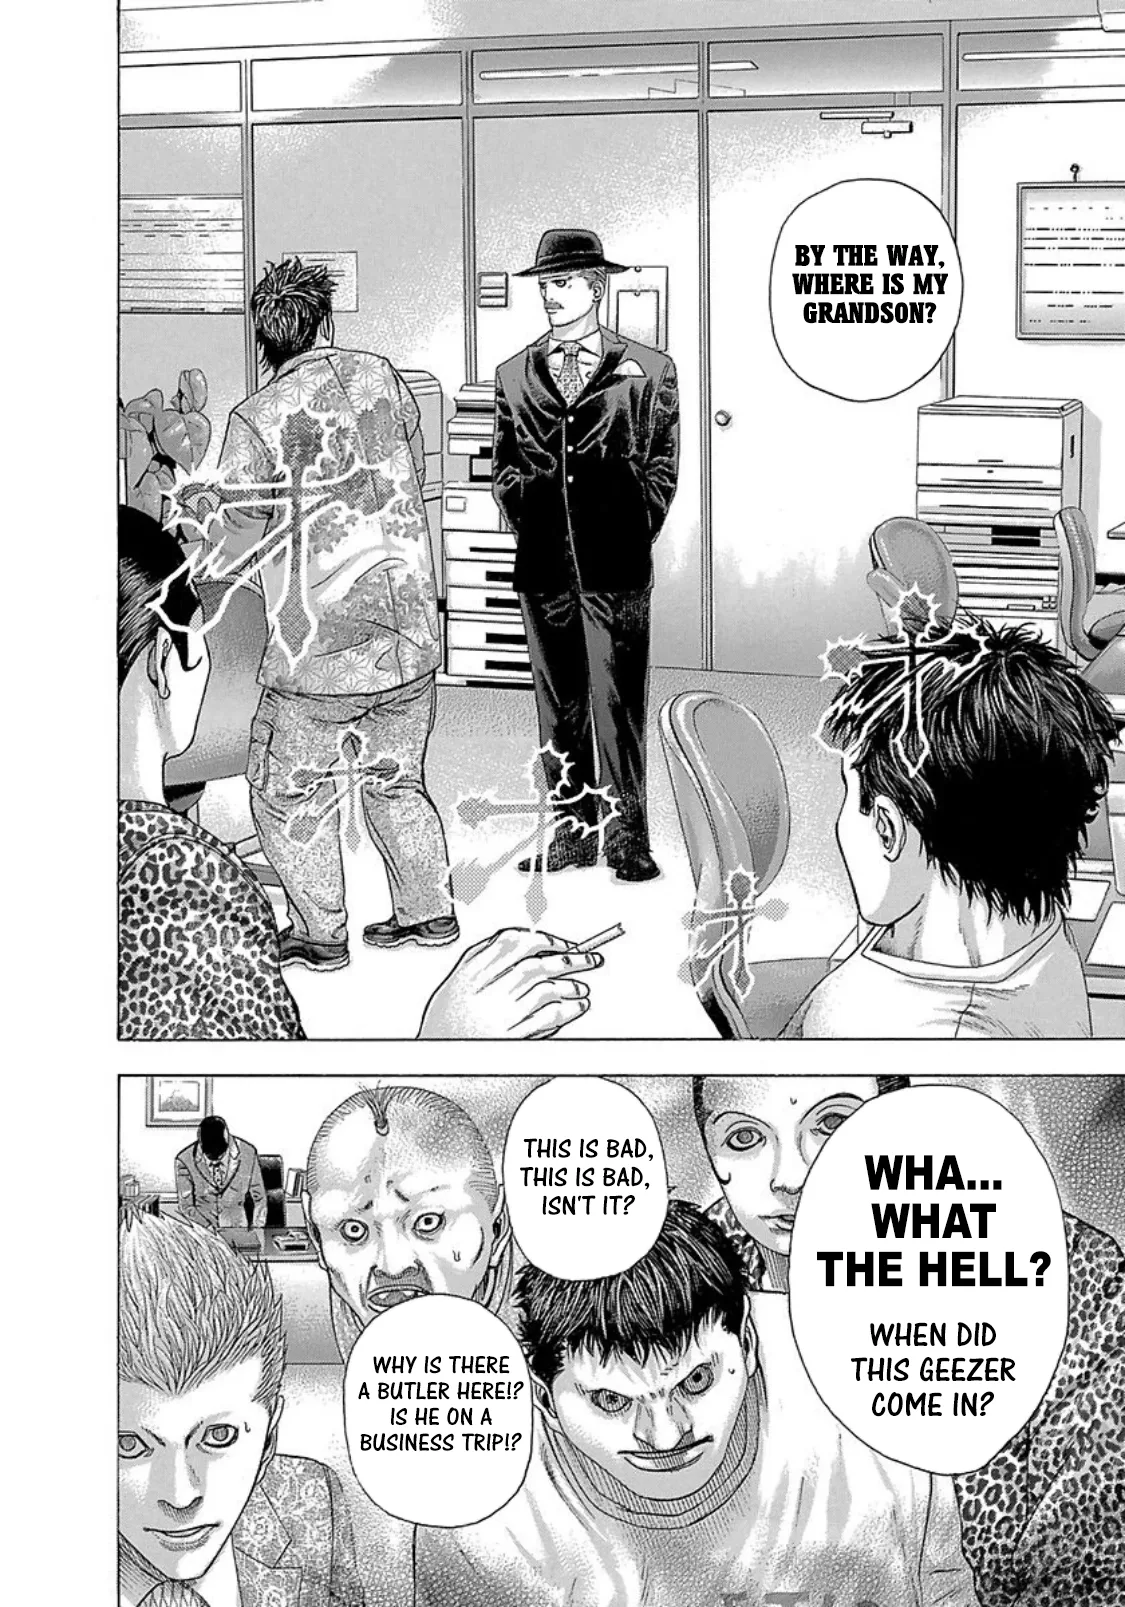 BY THE WAY,
WHERE IS MY
GRANDSON?
WHA...
WHAT
THE HELL?
WHEN DID
THIS GEEZER
COME IN?
THIS IS BAD,
THIS IS BAD,
ISN'T IT?
WHY IS THERE
A BUTLER HERE!?
IS HE ON A
BUSINESS TRIP!?